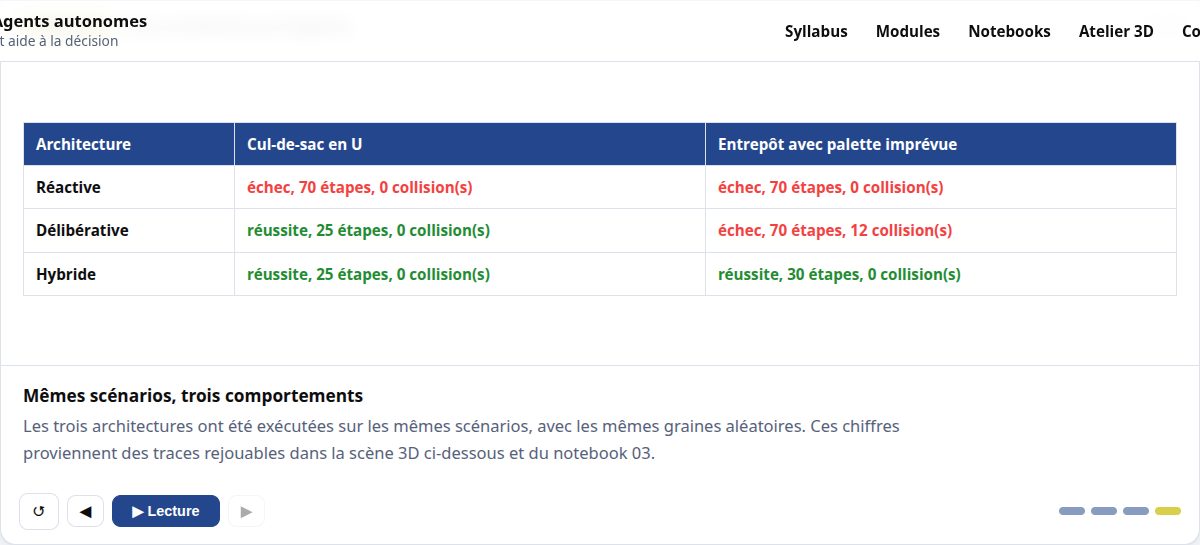 Agents autonomes
t aide à la décision
Syllabus Modules Notebooks Atelier 3D Co
Architecture Cul-de-sac en U Entrepôt avec palette imprévue
Réactive échec, 70 étapes, 0 collision(s) échec, 70 étapes, 0 collision(s)
Délibérative réussite, 25 étapes, 0 collision(s) échec, 70 étapes, 12 collision(s)
Hybride réussite, 25 étapes, 0 collision(s) réussite, 30 étapes, 0 collision(s)
Mêmes scénarios, trois comportements
Les trois architectures ont été exécutées sur les mêmes scénarios, avec les mêmes graines aléatoires. Ces chiffres
proviennent des traces rejouables dans la scène 3D ci-dessous et du notebook 03.
↺ ◀ ▶ Lecture ▶